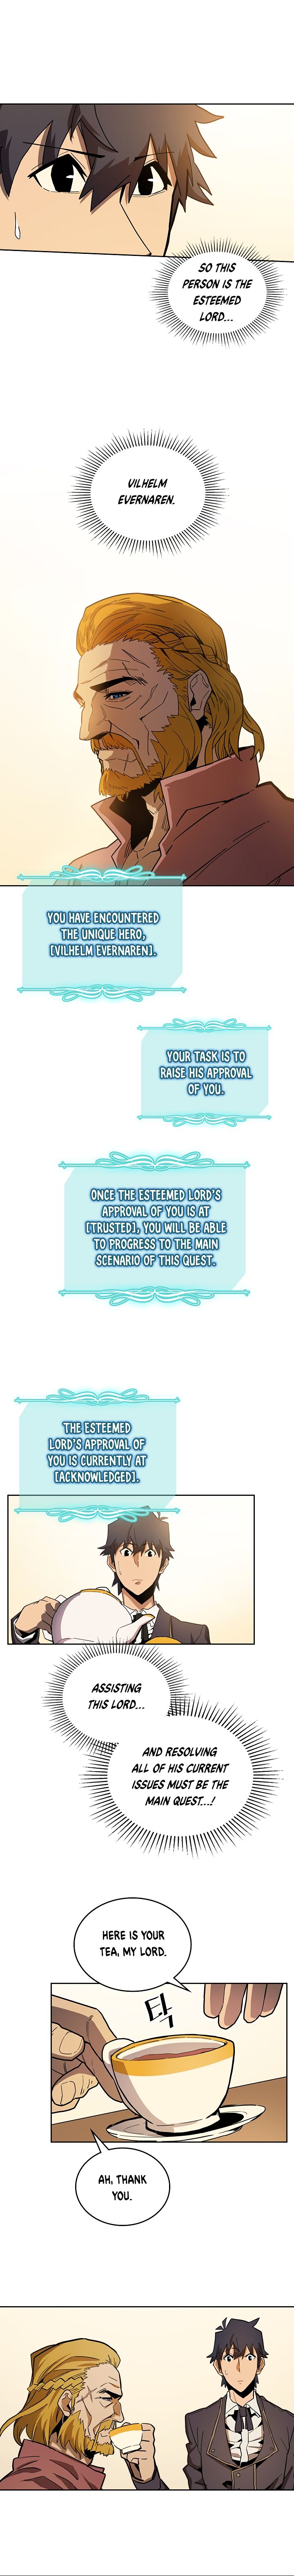 SO THIS
PERSON IS THE
ESTEEMED
LORD...
VILHELM
EVERNAREN.
YOU HAVE ENCOUNTERED
THE UNIQUE HERO,
[VILHELM EVERNAREN].
YOUR TASK IS TO
RAISE HIS APPROVAL
OF YOU.
ONCE THE ESTEEMED LORD'S
APPROVAL OF YOU IS AT
[TRUSTED], YOU WILL BE ABLE
TO PROGRESS TO THE MAIN
SCENARIO OF THIS QUEST.
THE ESTEEMED
LORD'S APPROVAL OF
YOU IS CURRENTLY AT
[ACKNOWLEDGED].
ASSISTING
THIS LORD...
AND RESOLVING
ALL OF HIS CURRENT
ISSUES MUST BE THE
MAIN QUEST...!
HERE IS YOUR
TEA, MY LORD.
탁
AH, THANK
YOU.